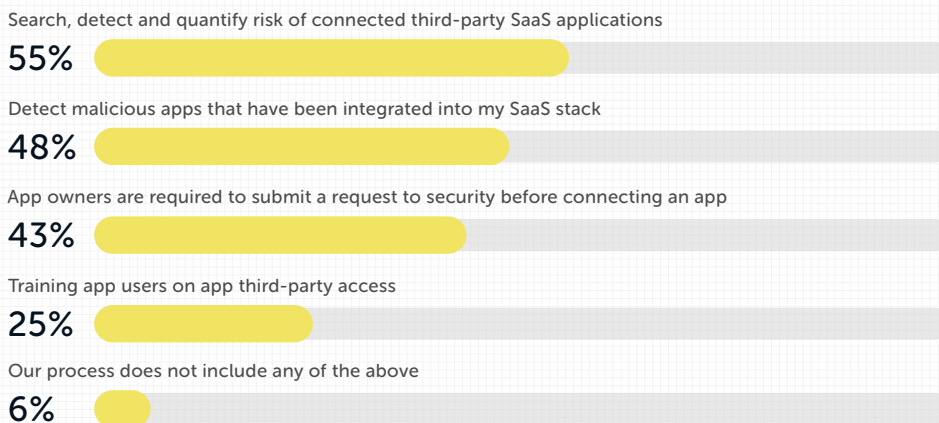 Search, detect and quantify risk of connected third-party SaaS applications
55%
Detect malicious apps that have been integrated into my SaaS stack
48%
App owners are required to submit a request to security before connecting an app
43%
Training app users on app third-party access
25%
Our process does not include any of the above
6%